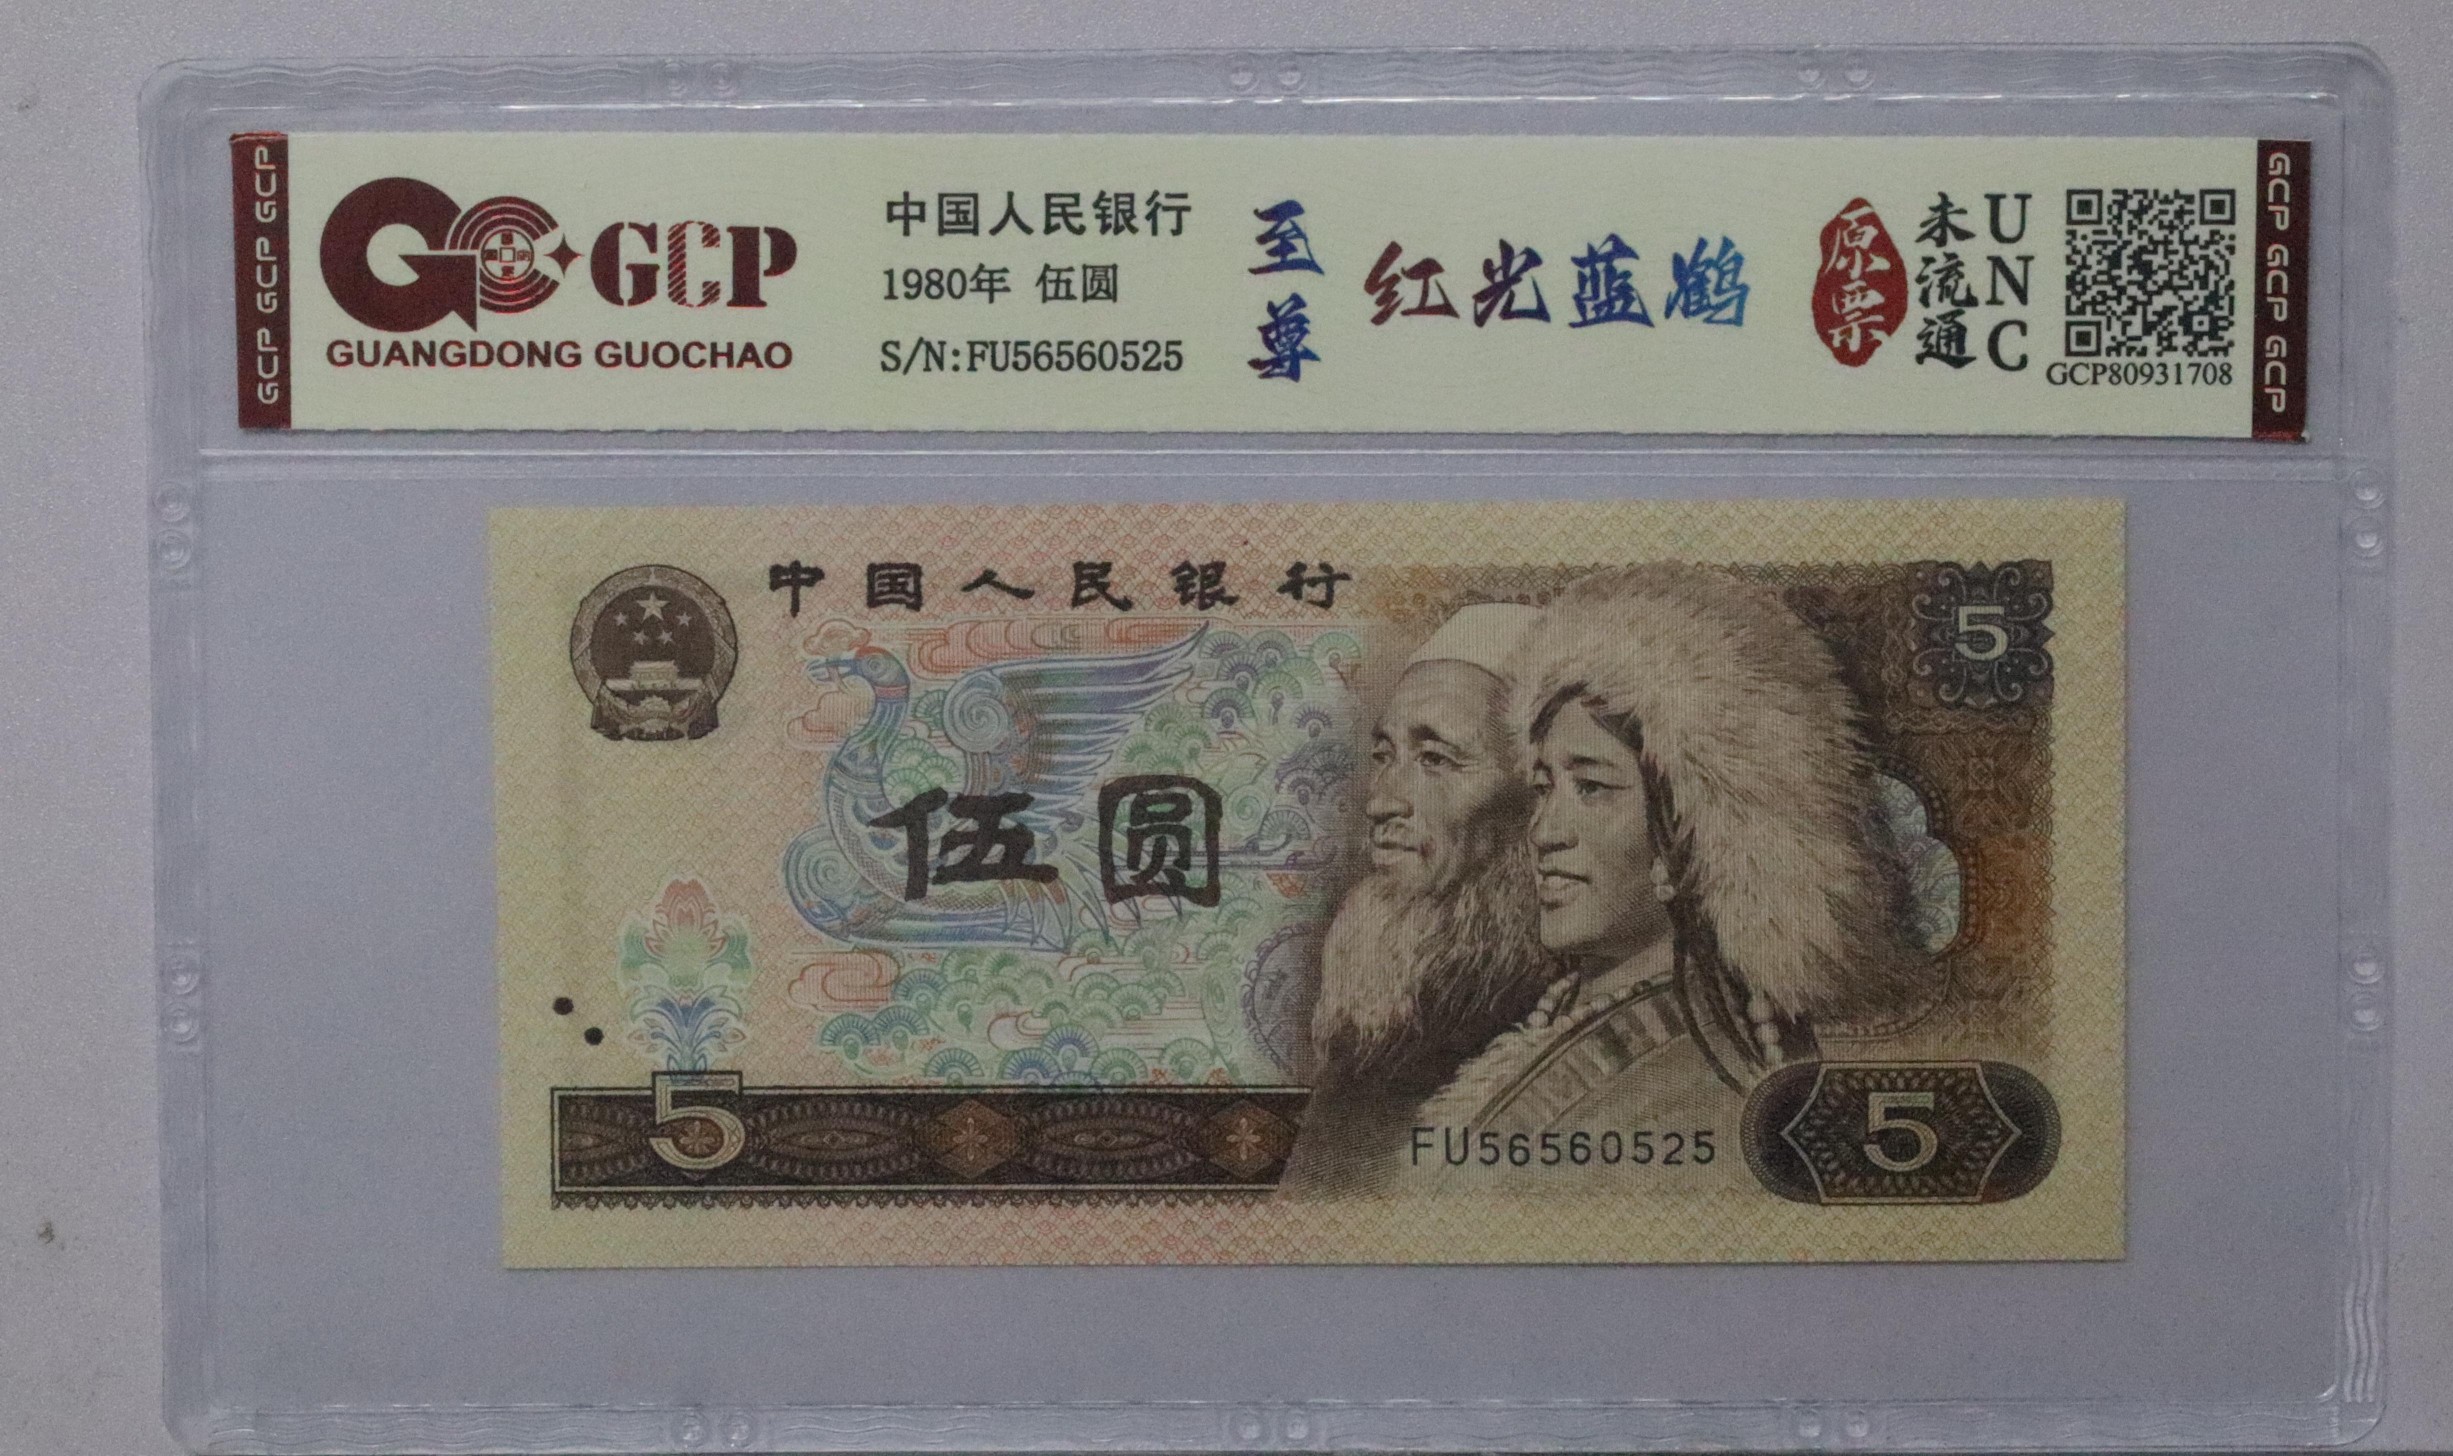 GCP GCP GCP
GCP
GUANGDONG GUOCHAO
中国人民银行
1980年 伍圆
S/N:FU56560525
至尊
红光蓝鹤
原票
未流通
UNC
GCP80931708
GCP GCP GCP
中国人民银行
5
伍圆
5
FU56560525
5